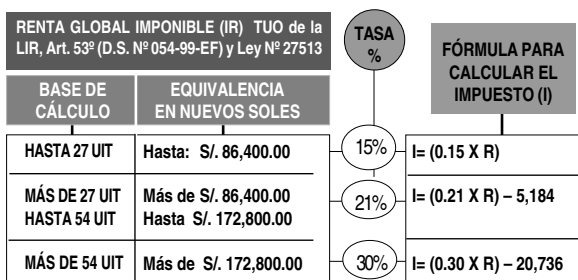 RENTA GLOBAL IMPONIBLE (IR) TUO de la
LIR, Art. 53º (D.S. Nº 054-99-EF) y Ley Nº 27513
TASA
%
FÓRMULA PARA
CALCULAR EL
IMPUESTO (I)
BASE DE
CÁLCULO
EQUIVALENCIA
EN NUEVOS SOLES
HASTA 27 UIT
Hasta: S/. 86,400.00
15%
I= (0.15 X R)
MÁS DE 27 UIT
HASTA 54 UIT
Más de S/. 86,400.00
Hasta S/. 172,800.00
21%
I= (0.21 X R) – 5,184
MÁS DE 54 UIT
Más de S/. 172,800.00
30%
I= (0.30 X R) – 20,736